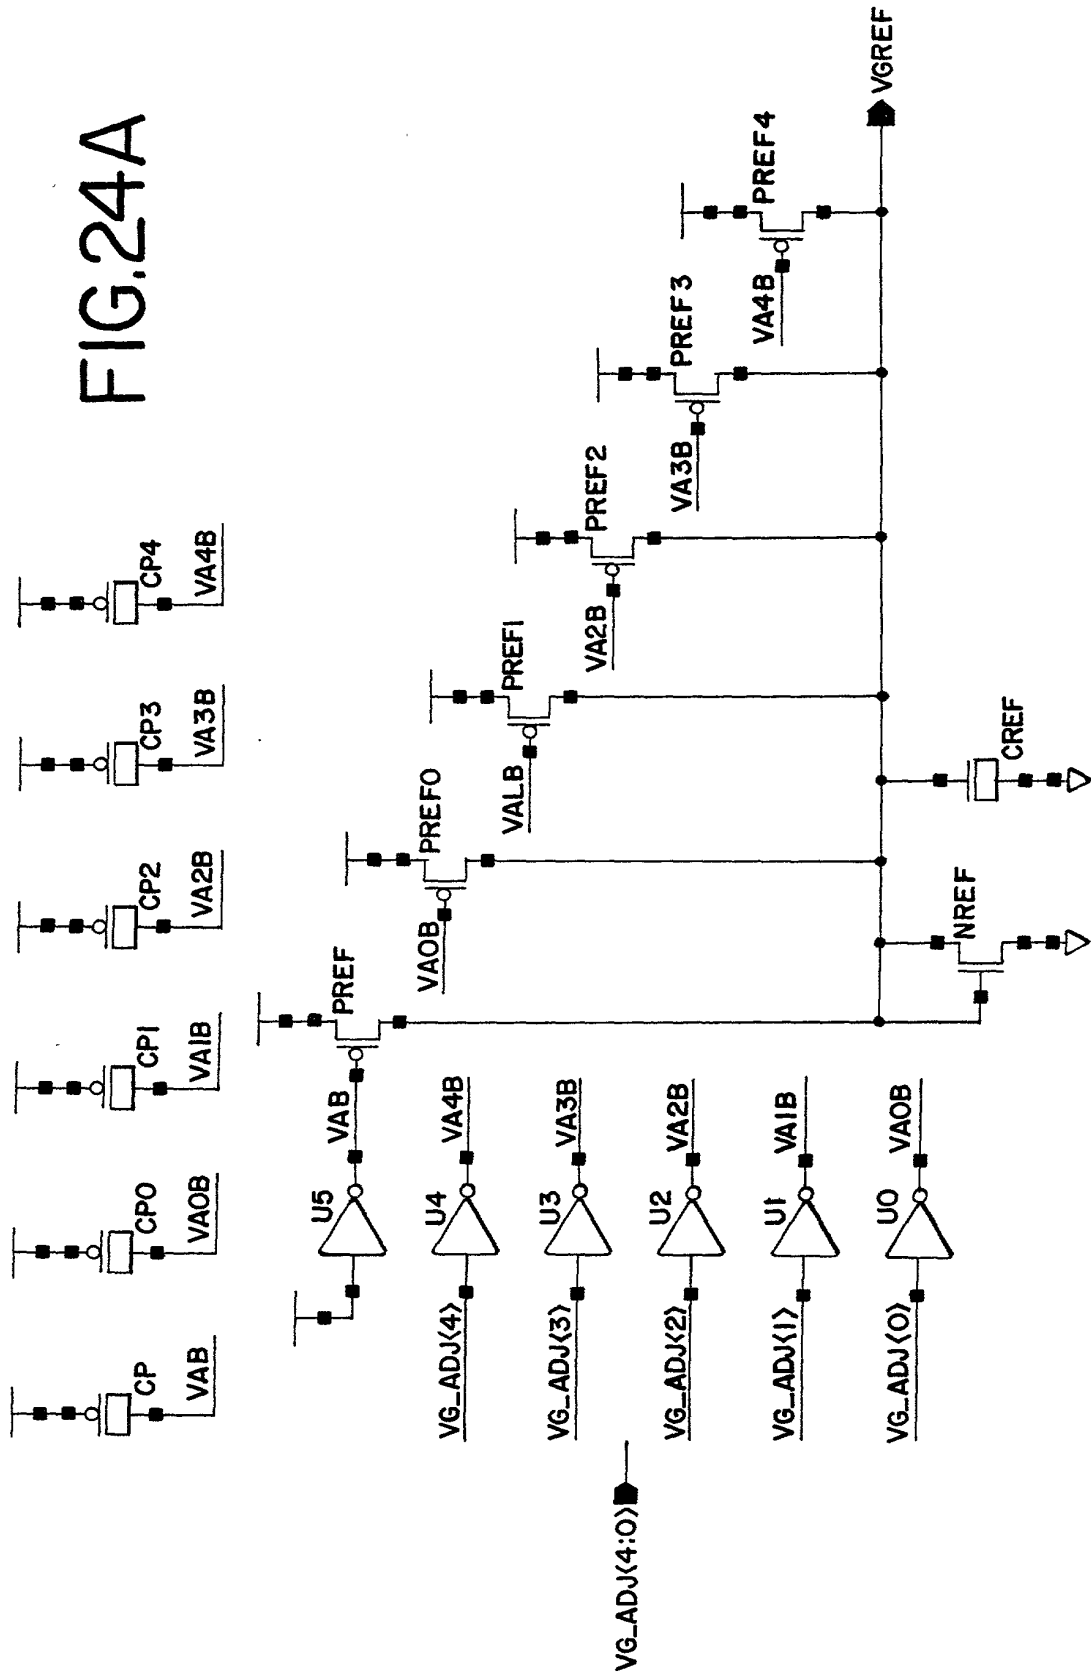 FIG.24A
CP
VAB
CP0
VA0B
CP1
VA1B
CP2
VA2B
CP3
VA3B
CP4
VA4B
U5
VAB
PREF
VA0B
PREF0
VALB
PREF1
VA2B
PREF2
VA3B
PREF3
VA4B
PREF4
VG_ADJ<4>
U4
VA4B
VG_ADJ<3>
U3
VA3B
VG_ADJ<4:0>
VG_ADJ<2>
U2
VA2B
VG_ADJ<1>
U1
VA1B
VG_ADJ<0>
U0
VA0B
VGREF
NREF
CREF